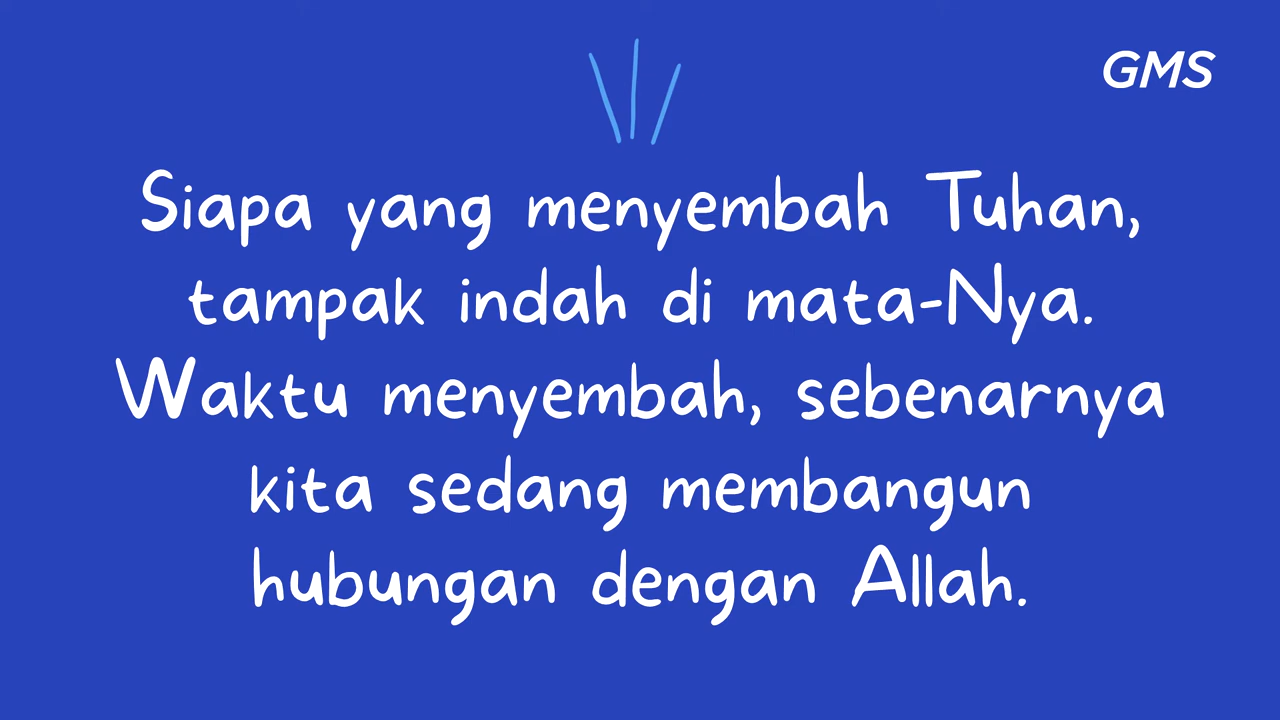 GMS
Siapa yang menyembah Tuhan,
tampak indah di mata-Nya.
Waktu menyembah, sebenarnya
kita sedang membangun
hubungan dengan Allah.